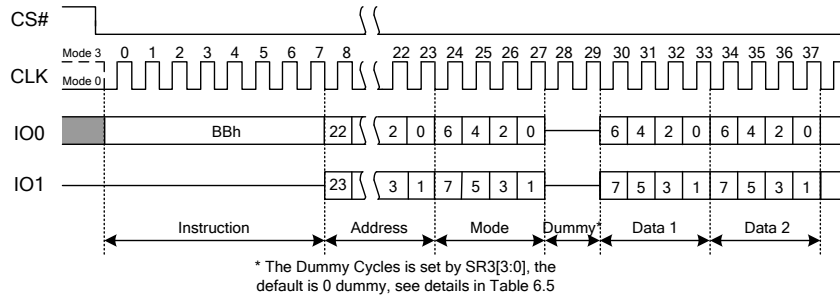 CS#
Mode 3 0 1 2 3 4 5 6 7 8 22 23 24 25 26 27 28 29 30 31 32 33 34 35 36 37
CLK
Mode 0
IO0 BBh 22 2 0 6 4 2 0 6 4 2 0 6 4 2 0
IO1 23 3 1 7 5 3 1 7 5 3 1 7 5 3 1
Instruction Address Mode Dummy* Data 1 Data 2
* The Dummy Cycles is set by SR3[3:0], the
default is 0 dummy, see details in Table 6.5